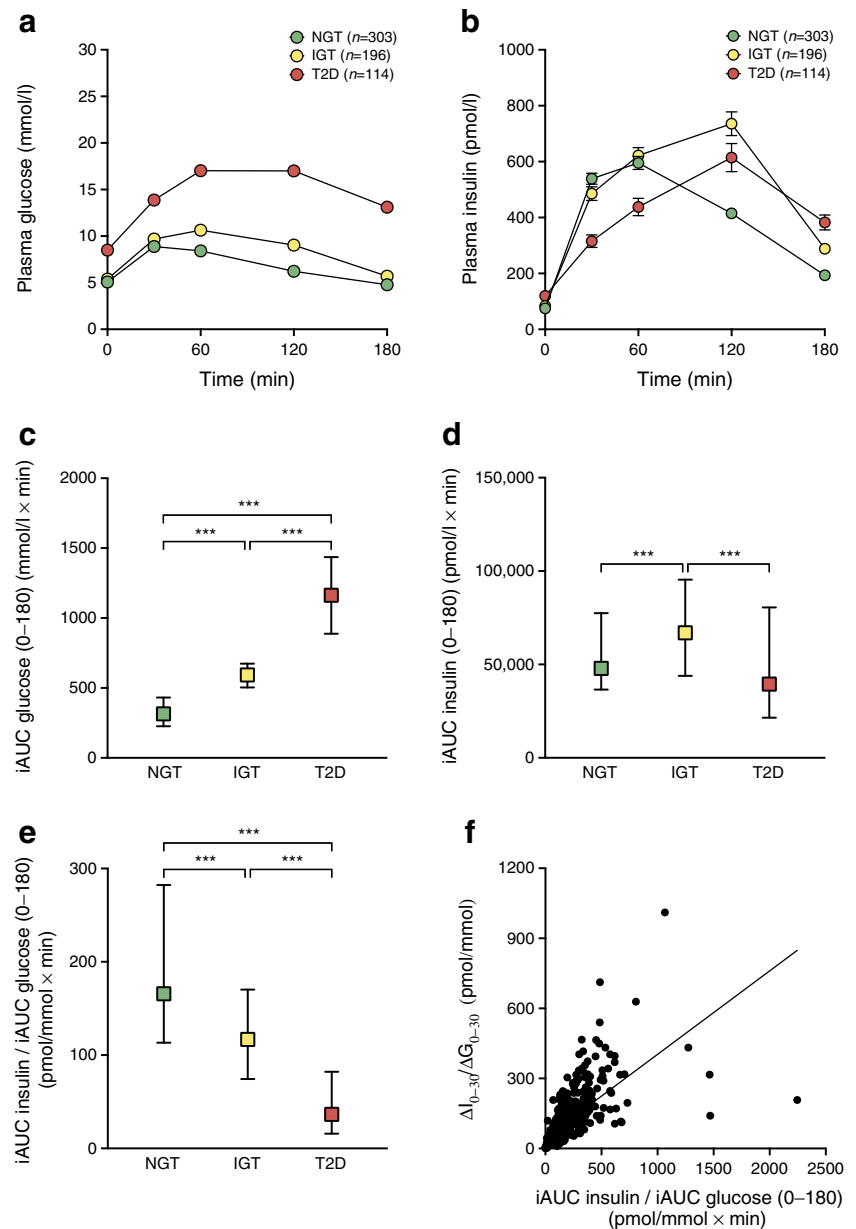 a
NGT (n=303)
IGT (n=196)
T2D (n=114)
Plasma glucose (mmol/l)
30
25
20
15
10
5
0
0 60 120 180
Time (min)
b
NGT (n=303)
IGT (n=196)
T2D (n=114)
Plasma insulin (pmol/l)
1000
800
600
400
200
0
0 60 120 180
Time (min)
c
iAUC glucose (0–180) (mmol/l × min)
2000
1500
1000
500
0
***
*** ***
NGT IGT T2D
d
iAUC insulin (0–180) (pmol/l × min)
150,000
100,000
50,000
0
*** ***
NGT IGT T2D
e
iAUC insulin / iAUC glucose (0–180)
(pmol/mmol × min)
300
200
100
0
***
*** ***
NGT IGT T2D
f
ΔI0–30/ΔG0–30 (pmol/mmol)
1200
900
600
300
0
0 500 1000 1500 2000 2500
iAUC insulin / iAUC glucose (0–180)
(pmol/mmol × min)